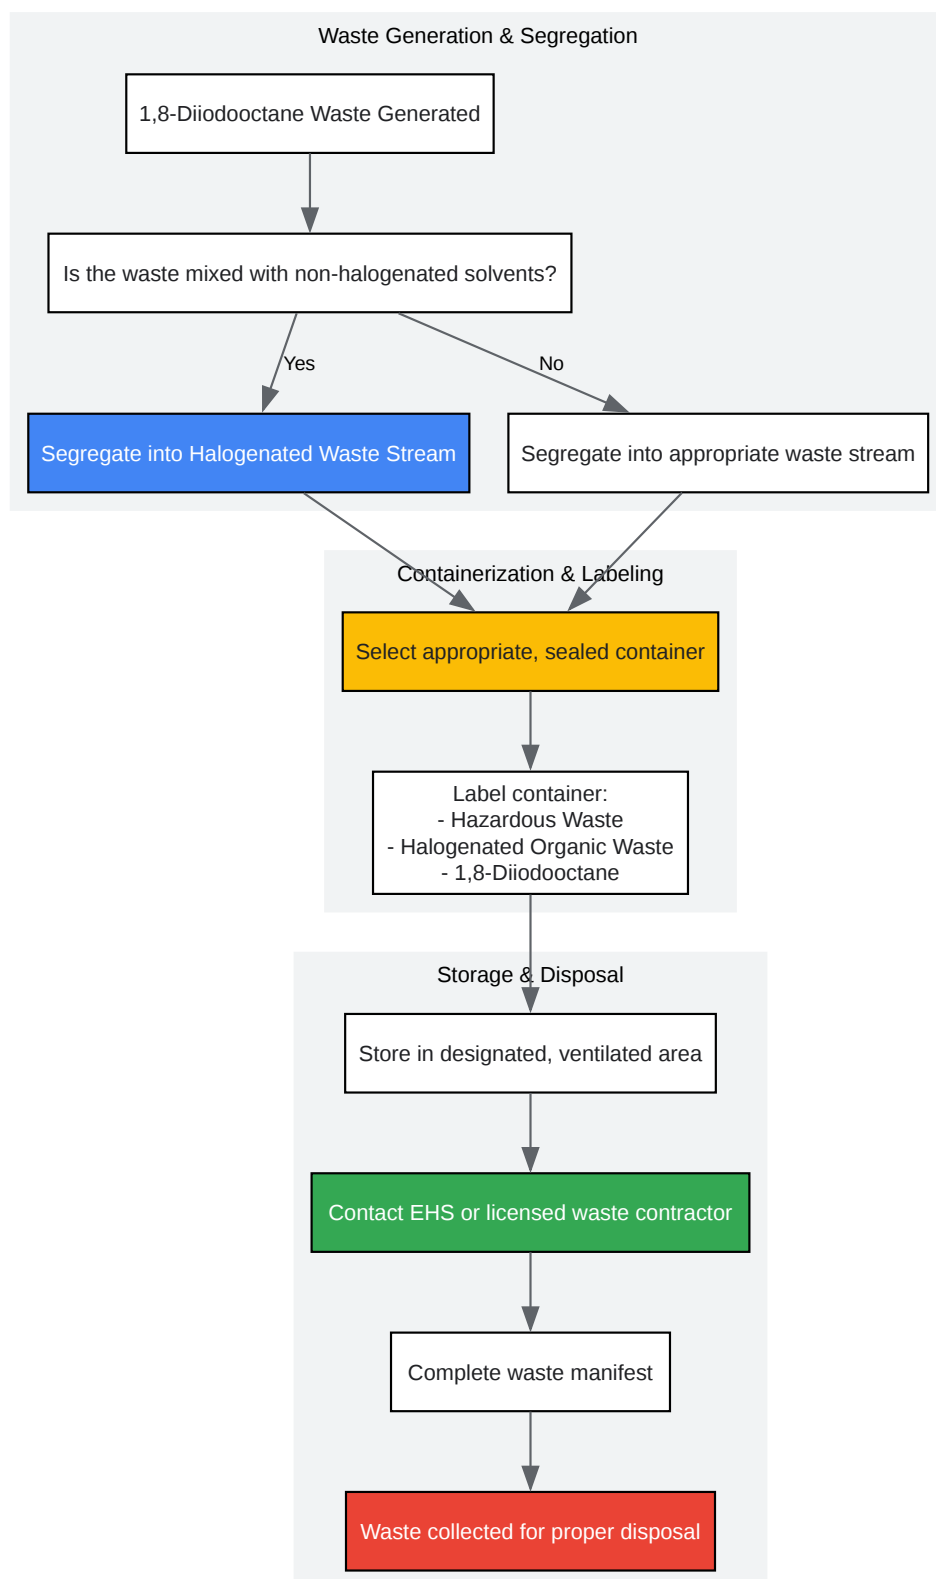 Waste Generation & Segregation
1,8-Diiodooctane Waste Generated
Is the waste mixed with non-halogenated solvents?
Yes
No
Segregate into Halogenated Waste Stream
Segregate into appropriate waste stream
Containerization & Labeling
Select appropriate, sealed container
Label container:
- Hazardous Waste
- Halogenated Organic Waste
- 1,8-Diiodooctane
Storage & Disposal
Store in designated, ventilated area
Contact EHS or licensed waste contractor
Complete waste manifest
Waste collected for proper disposal